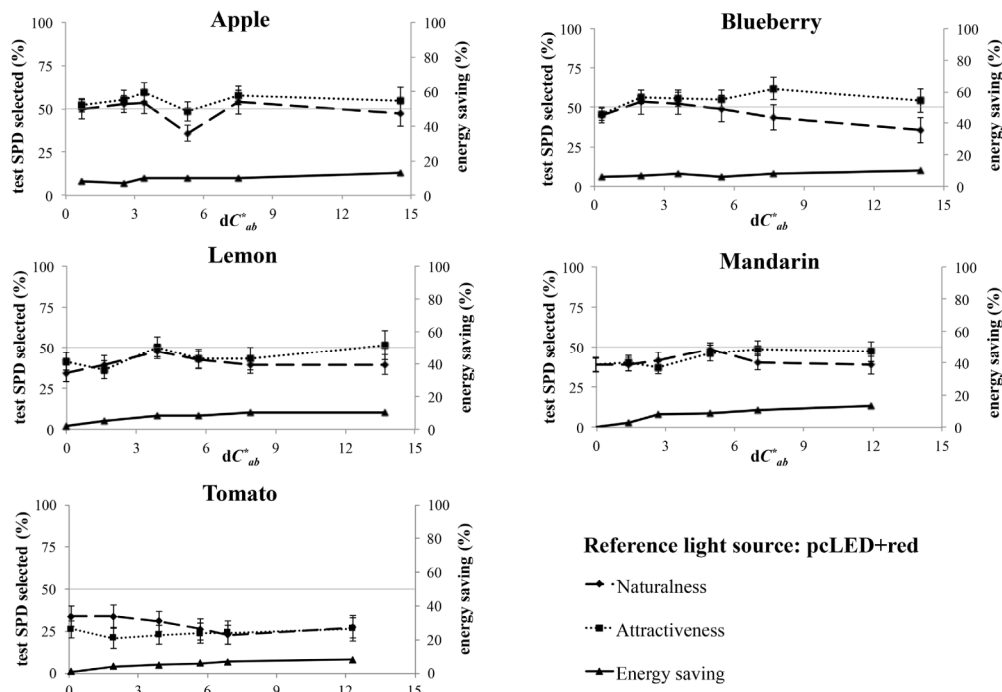 Apple
test SPD selected (%)
100
75
50
25
0
100
80
60
40
20
0
energy saving (%)
0 3 6 9 12 15
dC*ab
Blueberry
test SPD selected (%)
100
75
50
25
0
100
80
60
40
20
0
energy saving (%)
0 3 6 9 12 15
dC*ab
Lemon
test SPD selected (%)
100
75
50
25
0
100
80
60
40
20
0
energy saving (%)
0 3 6 9 12 15
dC*ab
Mandarin
test SPD selected (%)
100
75
50
25
0
100
80
60
40
20
0
energy saving (%)
0 3 6 9 12 15
dC*ab
Tomato
test SPD selected (%)
100
75
50
25
0
100
80
60
40
20
0
energy saving (%)
0 3 6 9 12 15
Reference light source: pcLED+red
Naturalness
Attractiveness
Energy saving